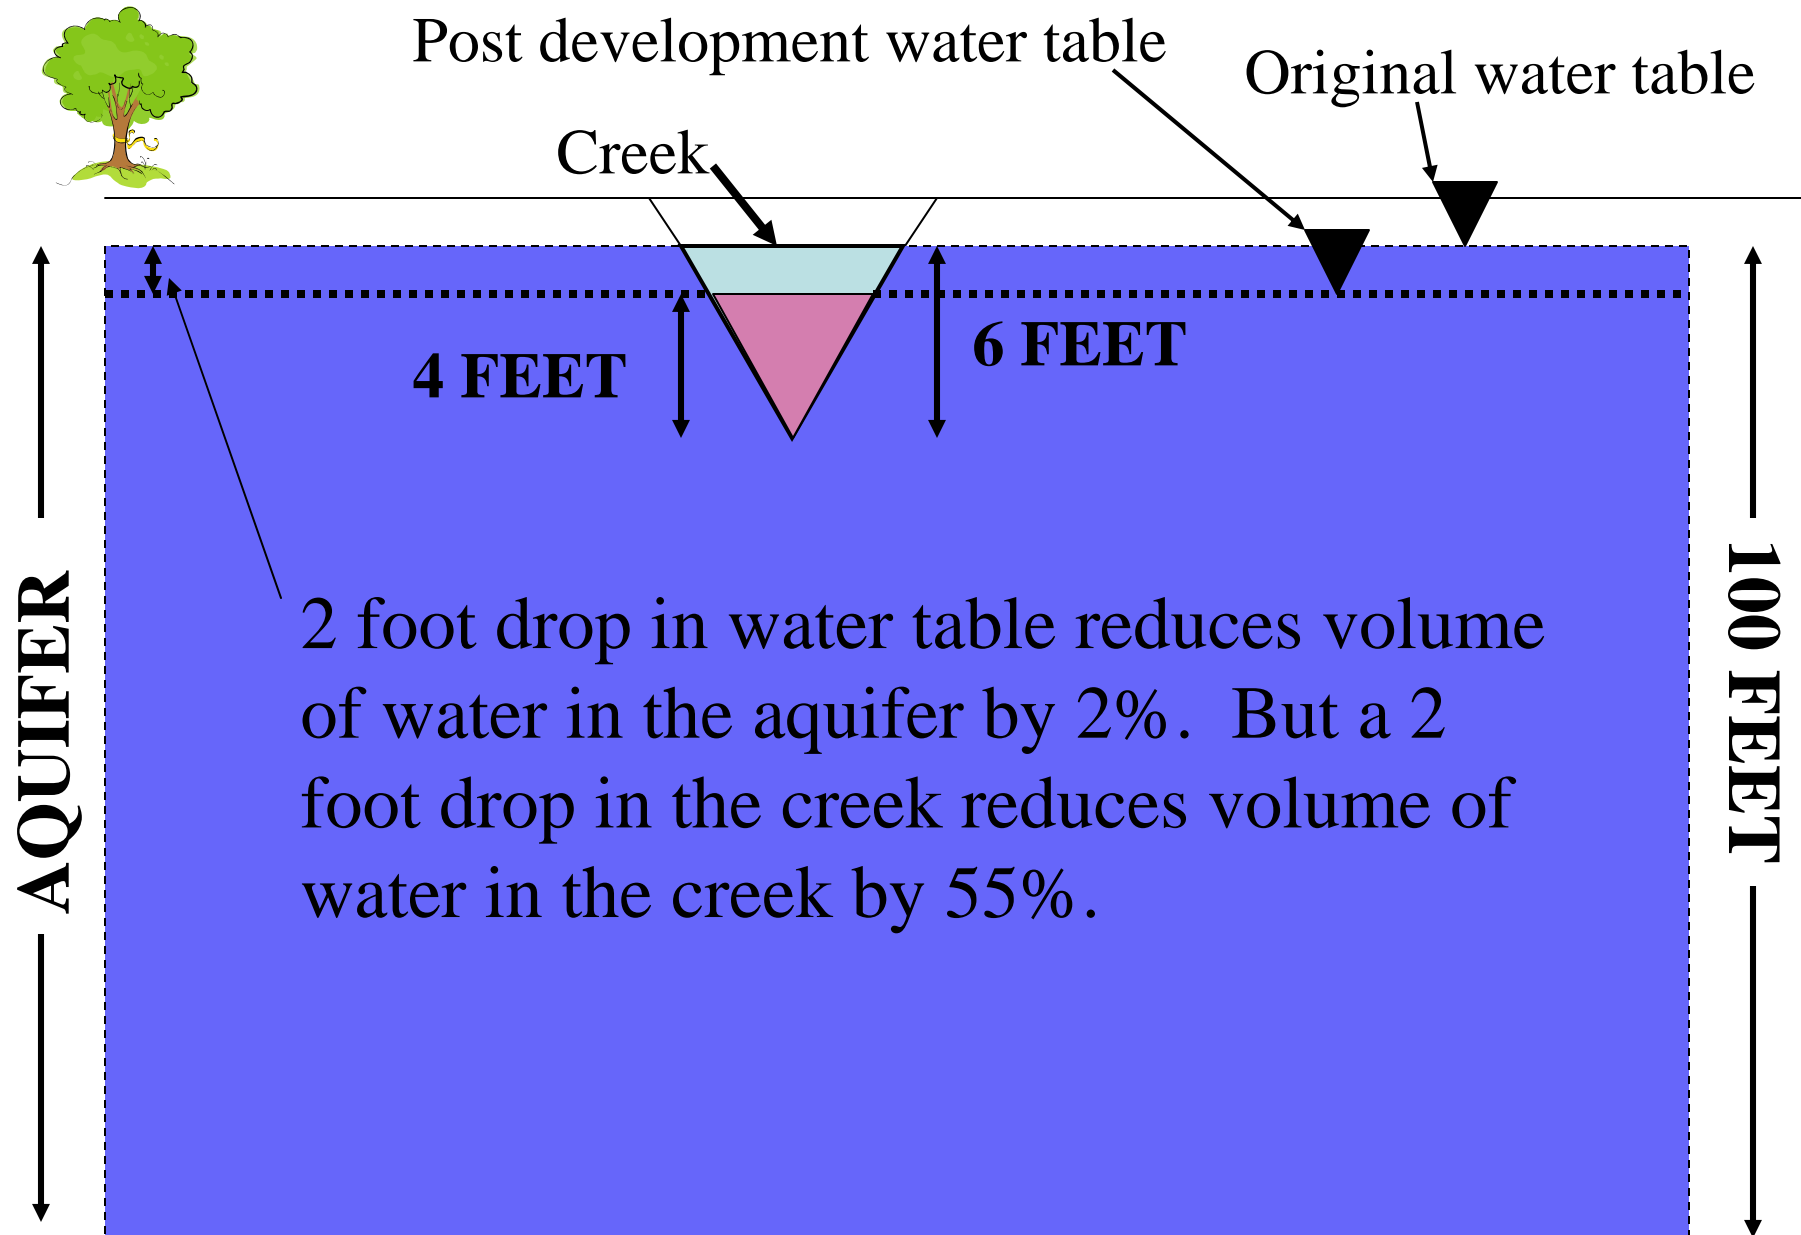 Post development water table
Original water table
Creek
4 FEET
6 FEET
AQUIFER
100 FEET
2 foot drop in water table reduces volume
of water in the aquifer by 2%.  But a 2
foot drop in the creek reduces volume of
water in the creek by 55%.